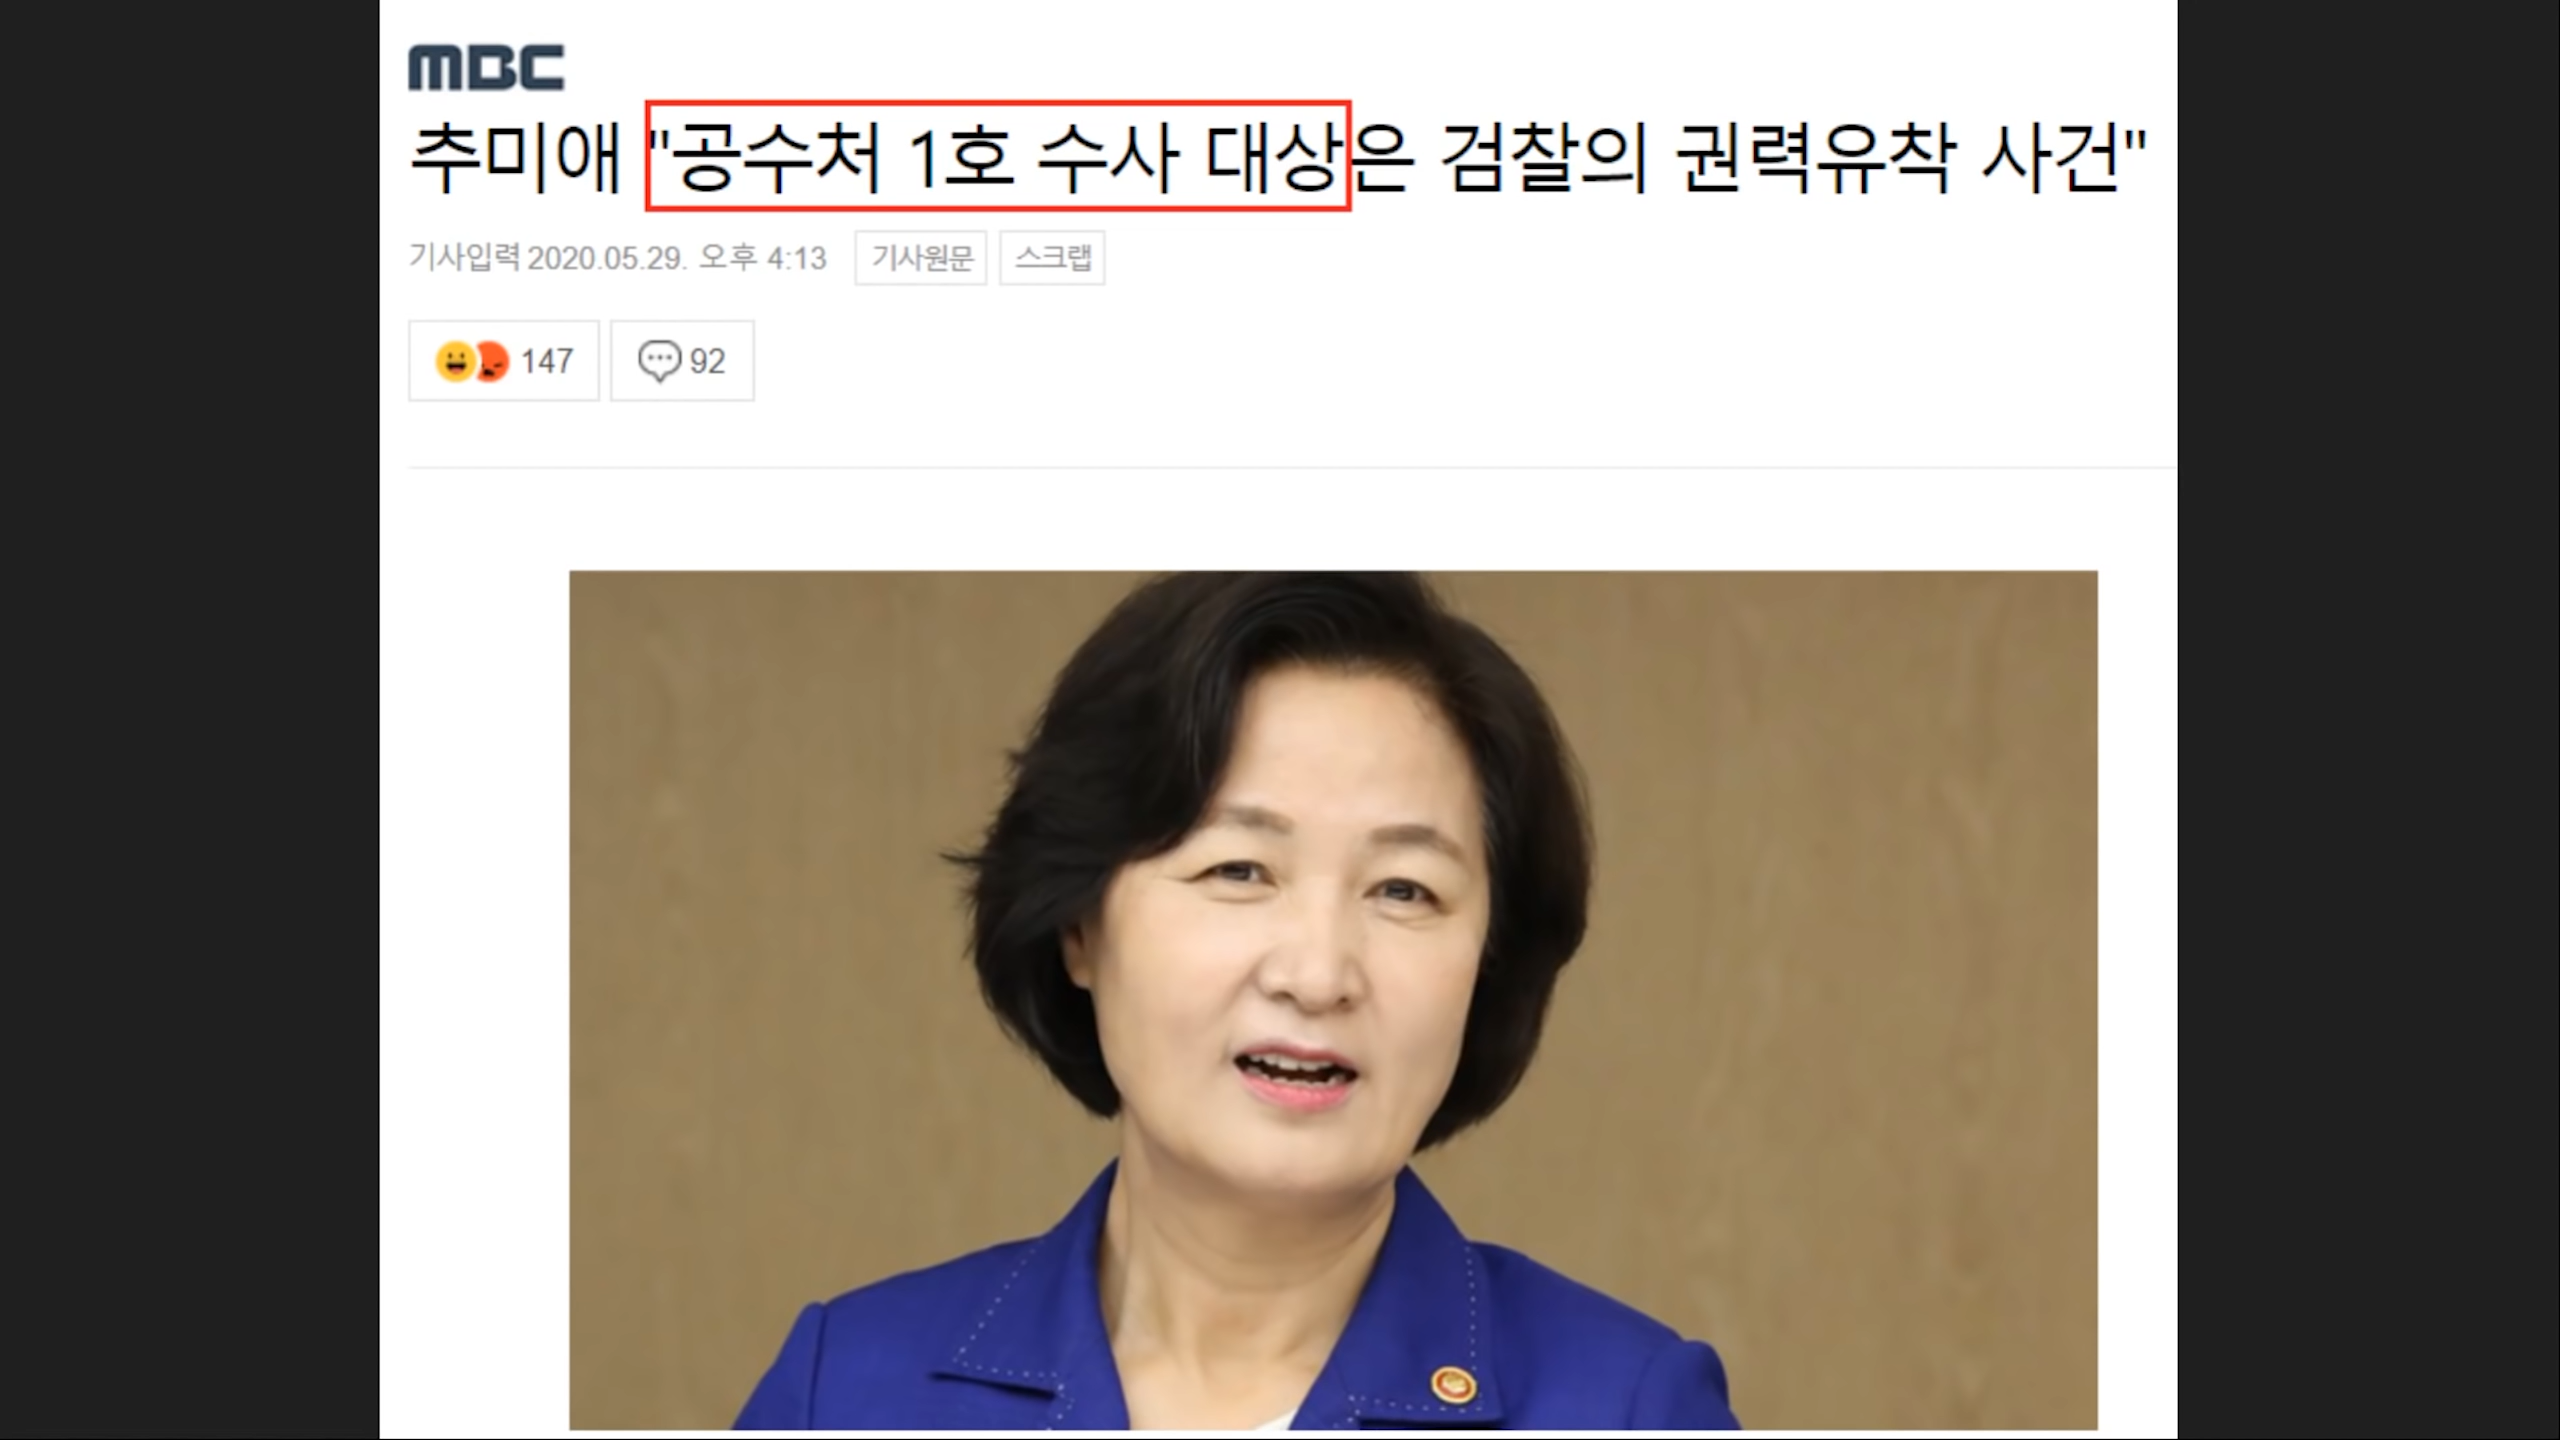 MBC
추미애 "공수처 1호 수사 대상은 검찰의 권력유착 사건"
기사입력 2020.05.29. 오후 4:13 기사원문 스크랩
147 92